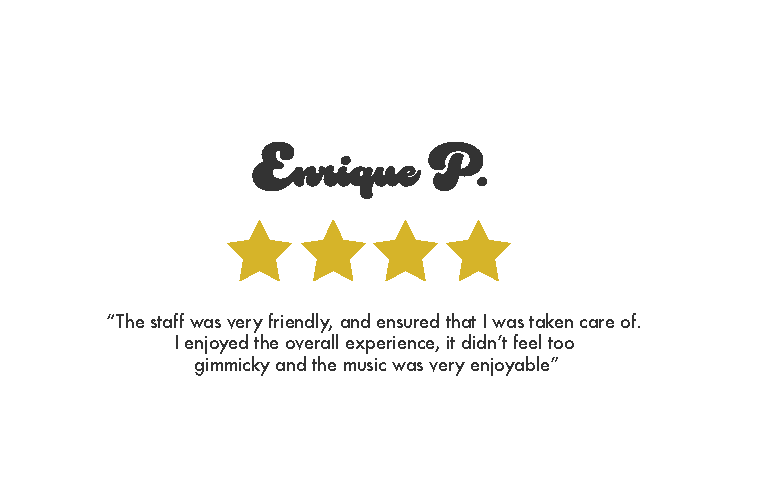 Enrique P.
“The staff was very friendly, and ensured that I was taken care of.
I enjoyed the overall experience, it didn’t feel too
gimmicky and the music was very enjoyable”